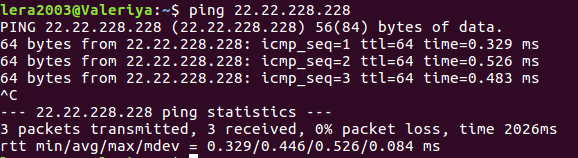 lera2003@Valeriya:~$ ping 22.22.228.228
PING 22.22.228.228 (22.22.228.228) 56(84) bytes of data.
64 bytes from 22.22.228.228: icmp_seq=1 ttl=64 time=0.329 ms
64 bytes from 22.22.228.228: icmp_seq=2 ttl=64 time=0.526 ms
64 bytes from 22.22.228.228: icmp_seq=3 ttl=64 time=0.483 ms
^C
--- 22.22.228.228 ping statistics ---
3 packets transmitted, 3 received, 0% packet loss, time 2026ms
rtt min/avg/max/mdev = 0.329/0.446/0.526/0.084 ms